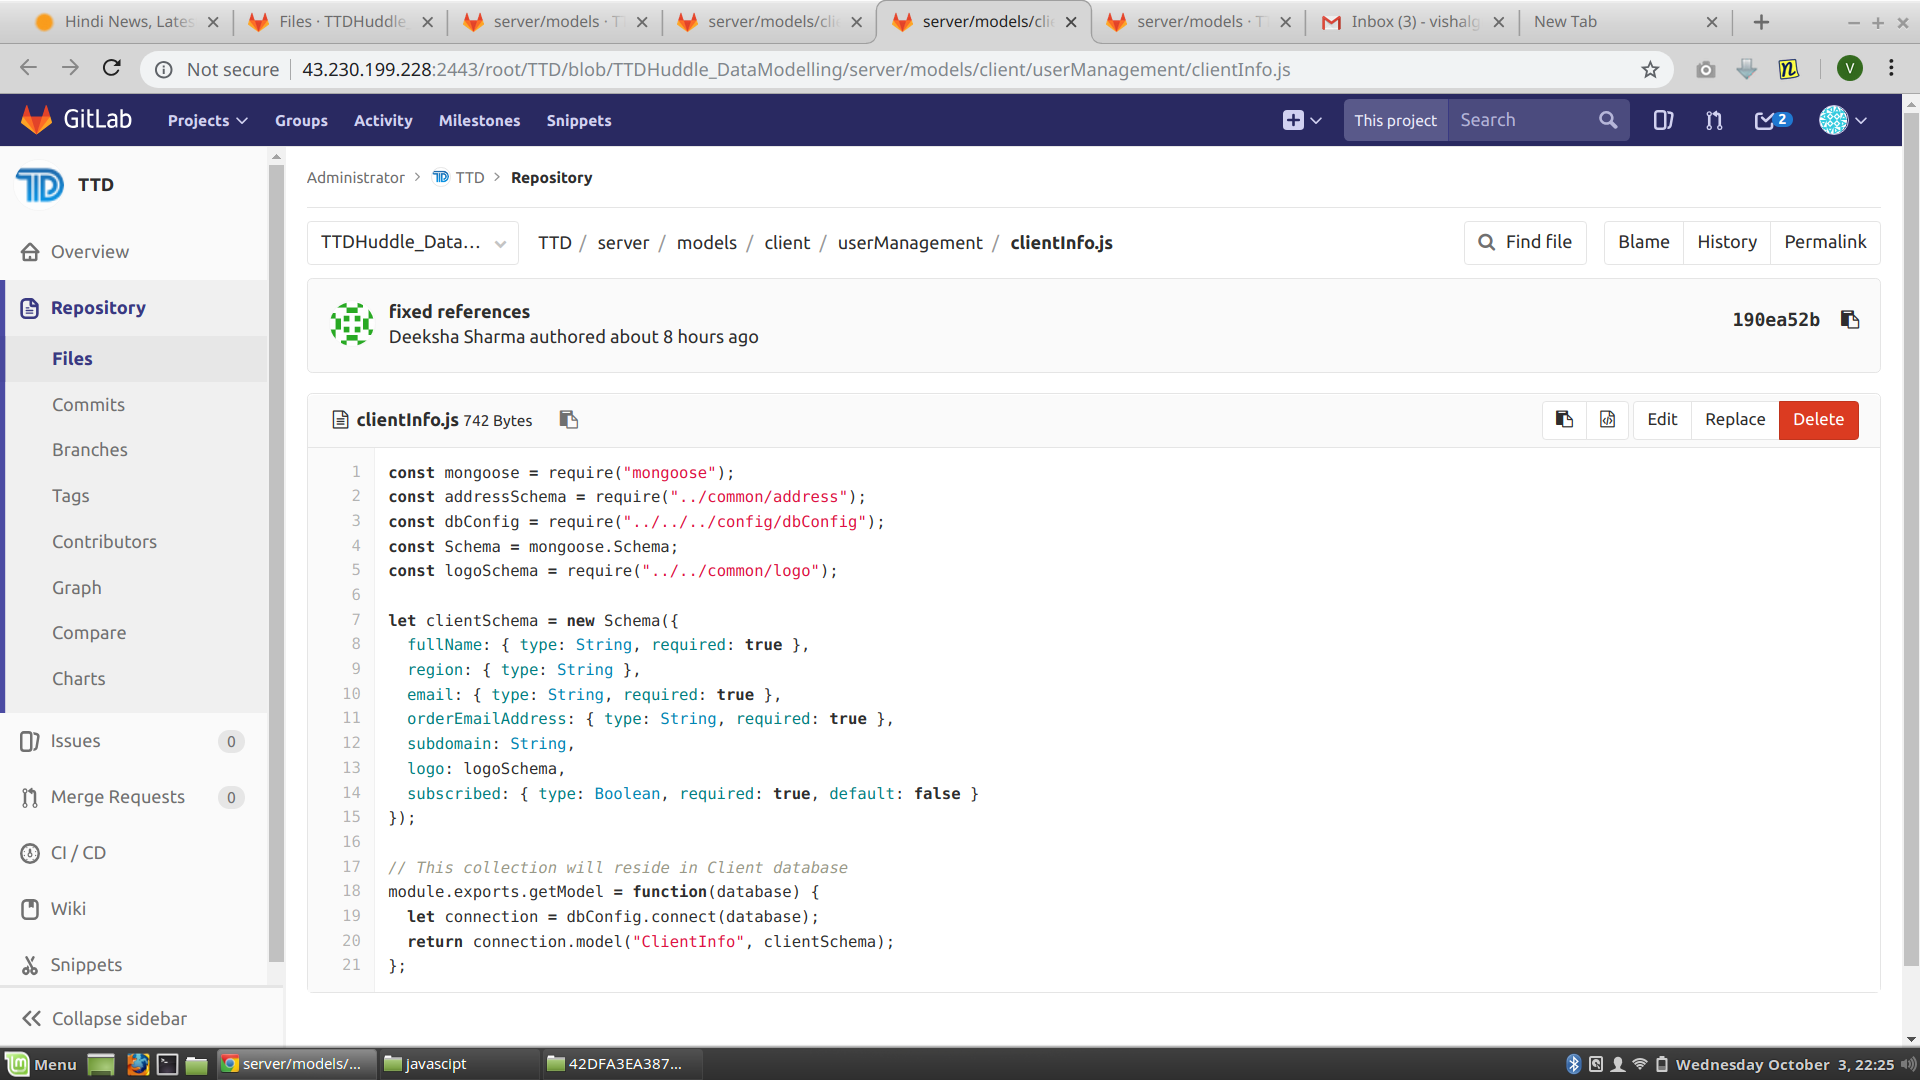 Hindi News, Lates
Files · TTDHuddle_
server/models · T
server/models/cli
server/models/cli
server/models · T
Inbox (3) - vishalg
New Tab
Not secure
43.230.199.228:2443/root/TTD/blob/TTDHuddle_DataModelling/server/models/client/userManagement/clientInfo.js
V
GitLab
Projects
Groups
Activity
Milestones
Snippets
This project
Search
2
TTD
Overview
Repository
Files
Commits
Branches
Tags
Contributors
Graph
Compare
Charts
Issues 0
Merge Requests 0
CI / CD
Wiki
Snippets
Collapse sidebar
Administrator > TTD > Repository
TTDHuddle_Data...
TTD / server / models / client / userManagement / clientInfo.js
Find file
Blame
History
Permalink
fixed references
Deeksha Sharma authored about 8 hours ago
190ea52b
clientInfo.js 742 Bytes
Edit
Replace
Delete
1 const mongoose = require("mongoose");
2 const addressSchema = require("../common/address");
3 const dbConfig = require("../../../config/dbConfig");
4 const Schema = mongoose.Schema;
5 const logoSchema = require("../../common/logo");
6
7 let clientSchema = new Schema({
8 fullName: { type: String, required: true },
9 region: { type: String },
10 email: { type: String, required: true },
11 orderEmailAddress: { type: String, required: true },
12 subdomain: String,
13 logo: logoSchema,
14 subscribed: { type: Boolean, required: true, default: false }
15 });
16
17 // This collection will reside in Client database
18 module.exports.getModel = function(database) {
19 let connection = dbConfig.connect(database);
20 return connection.model("ClientInfo", clientSchema);
21 };
Menu
server/models/...
javascipt
42DFA3EA387...
Wednesday October 3, 22:25